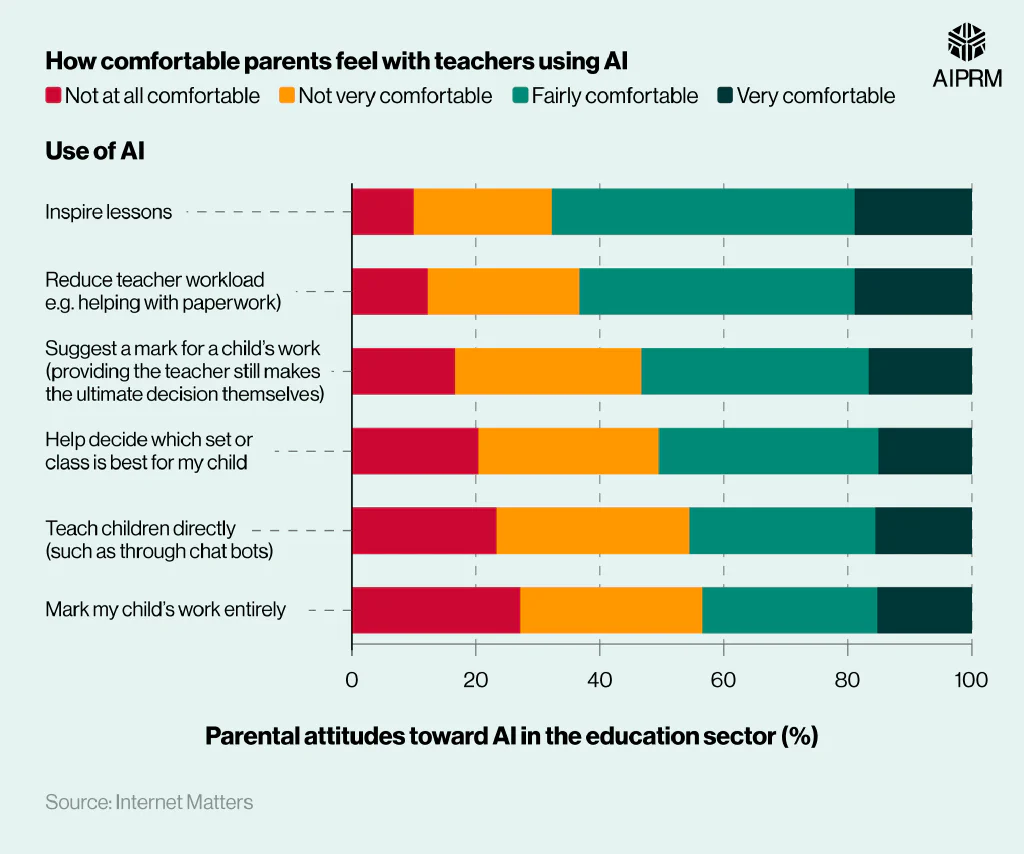 How comfortable parents feel with teachers using AI
AIPRM
Not at all comfortable Not very comfortable Fairly comfortable Very comfortable
Use of AI
Inspire lessons
Reduce teacher workload
e.g. helping with paperwork)
Suggest a mark for a child's work
(providing the teacher still makes
the ultimate decision themselves)
Help decide which set or
class is best for my child
Teach children directly
(such as through chat bots)
Mark my child's work entirely
0 20 40 60 80 100
Parental attitudes toward AI in the education sector (%)
Source: Internet Matters